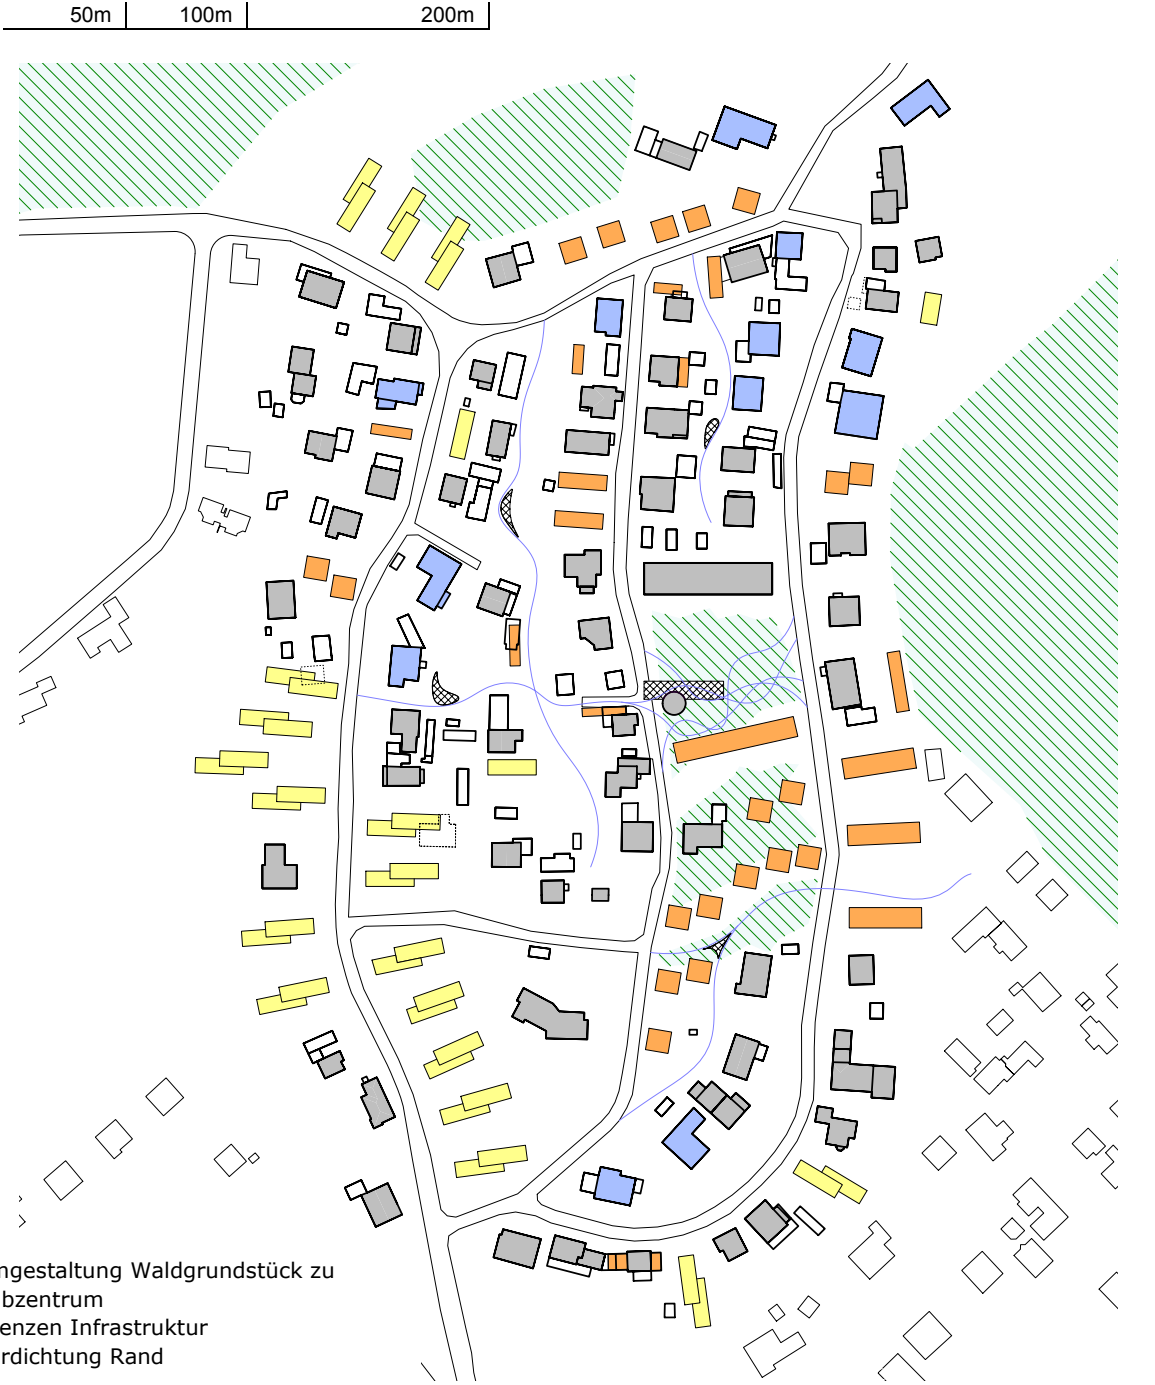 50m 100m 200m
ngestaltung Waldgrundstück zu
bzentrum
enzen Infrastruktur
rdichtung Rand